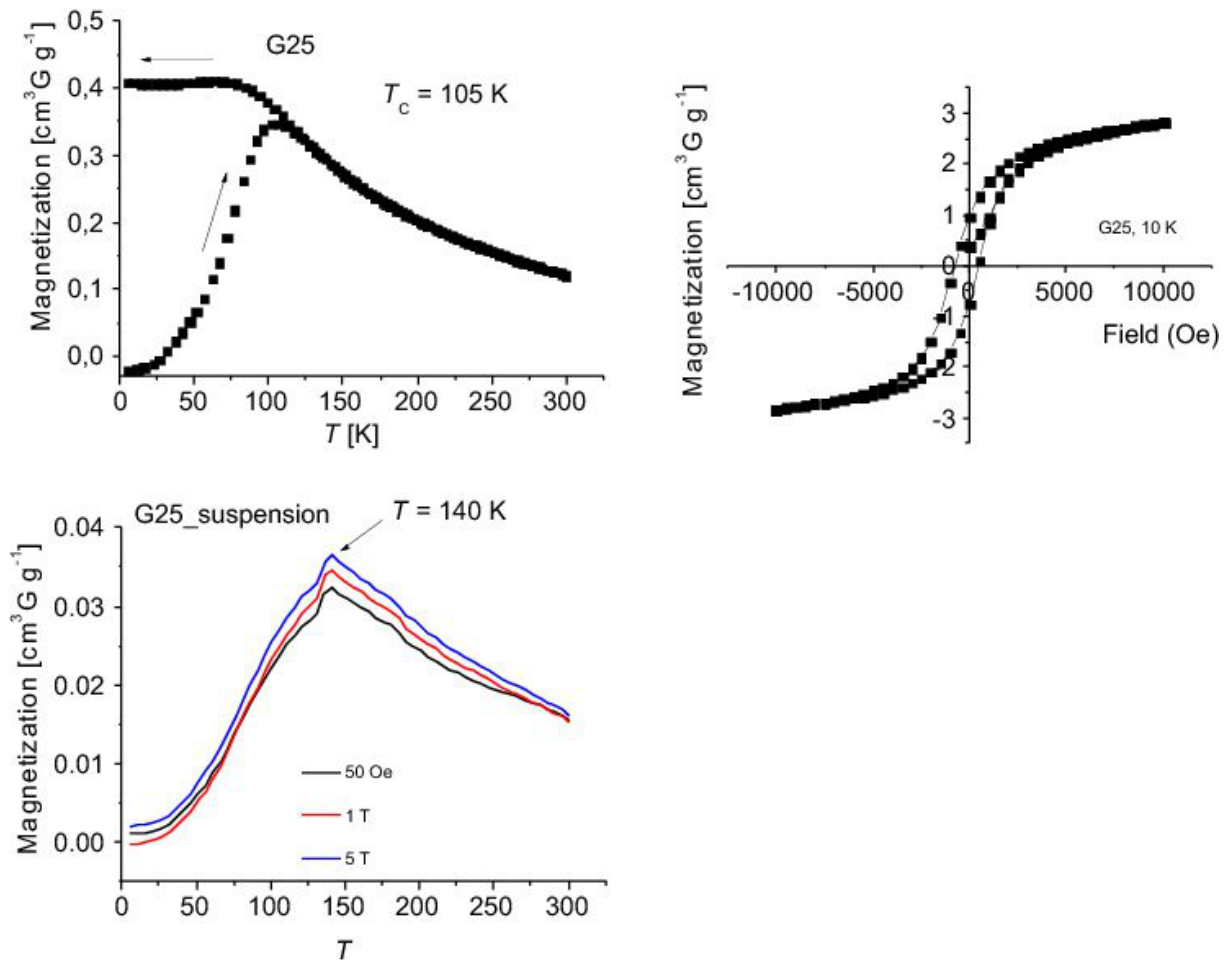 G25
T_C = 105 K
Magnetization [cm³G g⁻¹]
0,5
0,4
0,3
0,2
0,1
0,0
0 50 100 150 200 250 300
T [K]
Magnetization [cm³G g⁻¹]
3
2
1
0
-1
-2
-3
G25, 10 K
-10000 -5000 0 5000 10000
Field (Oe)
G25_suspension
T = 140 K
Magnetization [cm³G g⁻¹]
0.04
0.03
0.02
0.01
0.00
50 Oe
1 T
5 T
0 50 100 150 200 250 300
T